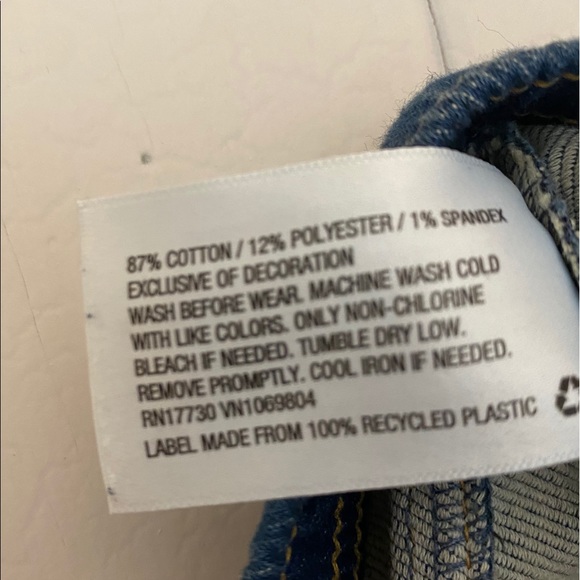 87% COTTON / 12% POLYESTER / 1% SPANDEX
EXCLUSIVE OF DECORATION
WASH BEFORE WEAR. MACHINE WASH COLD
WITH LIKE COLORS. ONLY NON-CHLORINE
BLEACH IF NEEDED. TUMBLE DRY LOW.
REMOVE PROMPTLY. COOL IRON IF NEEDED.
RN17730 VN1069804
LABEL MADE FROM 100% RECYCLED PLASTIC